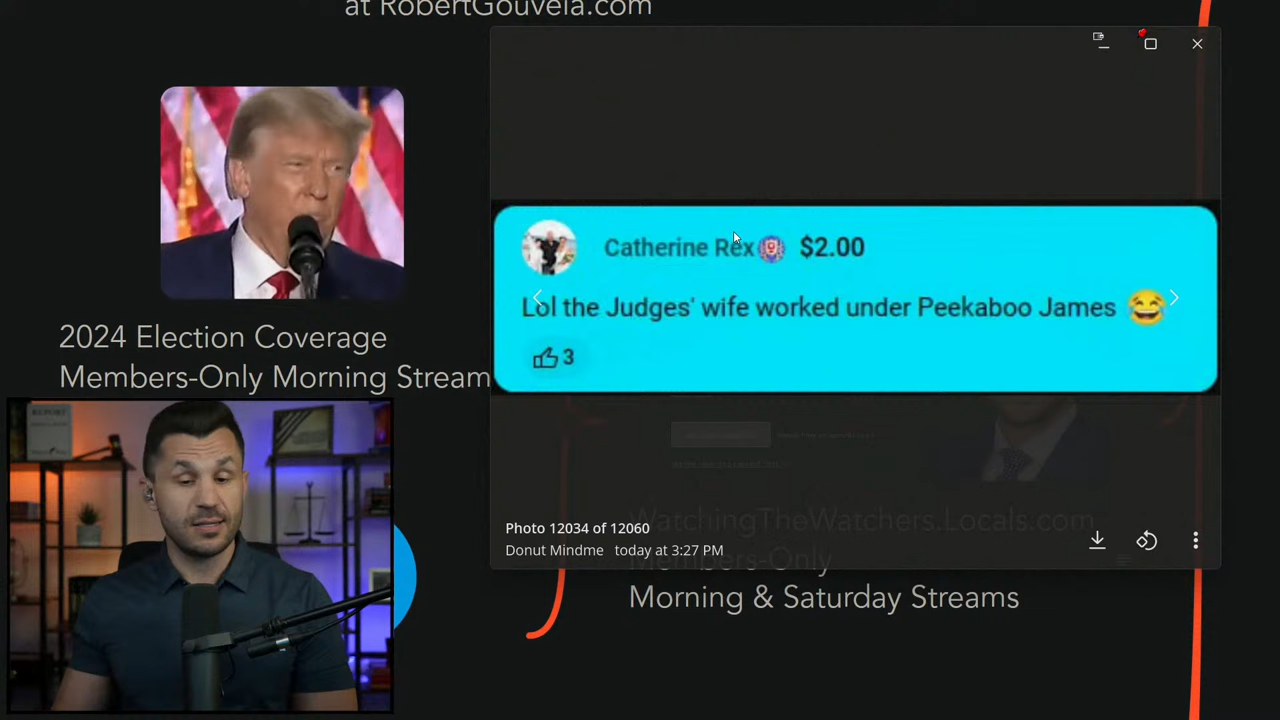 at RobertGouveia.com
Catherine Rex $2.00
Lol the Judges' wife worked under Peekaboo James
3
2024 Election Coverage
Members-Only Morning Stream
REPORT
Photo 12034 of 12060
Donut Mindme today at 3:27 PM
WatchingTheWatchers.Locals.com
Members-Only
Morning & Saturday Streams